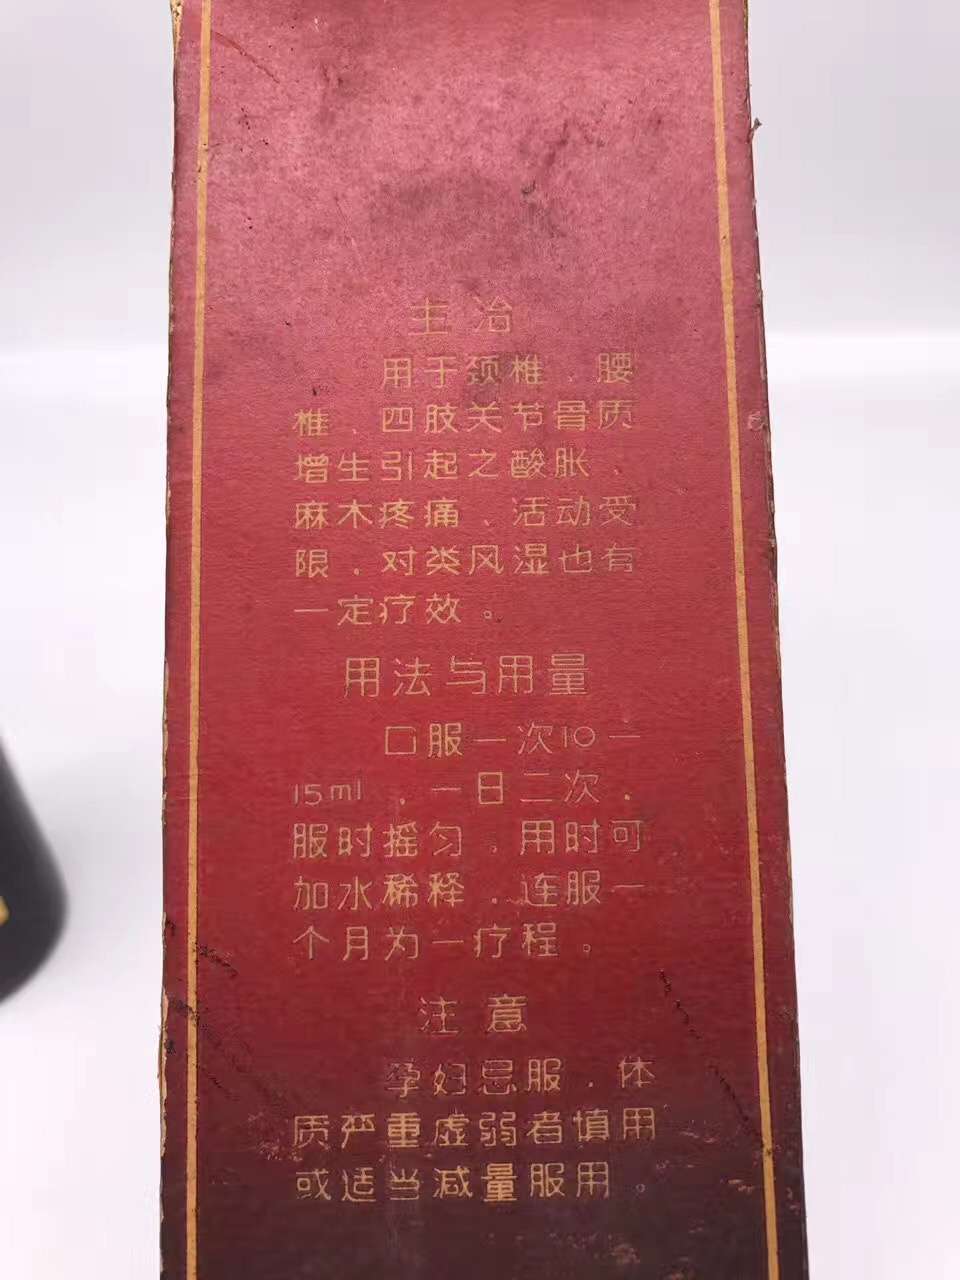 主治
用于颈椎、腰
椎、四肢关节骨质
增生引起之酸胀、
麻木疼痛、活动受
限，对类风湿也有
一定疗效。
用法与用量
口服一次10一
15ml，一日二次，
服时摇匀，用时可
加水稀释，连服一
个月为一疗程。
注意
孕妇忌服，体
质严重虚弱者慎用
或适当减量服用。